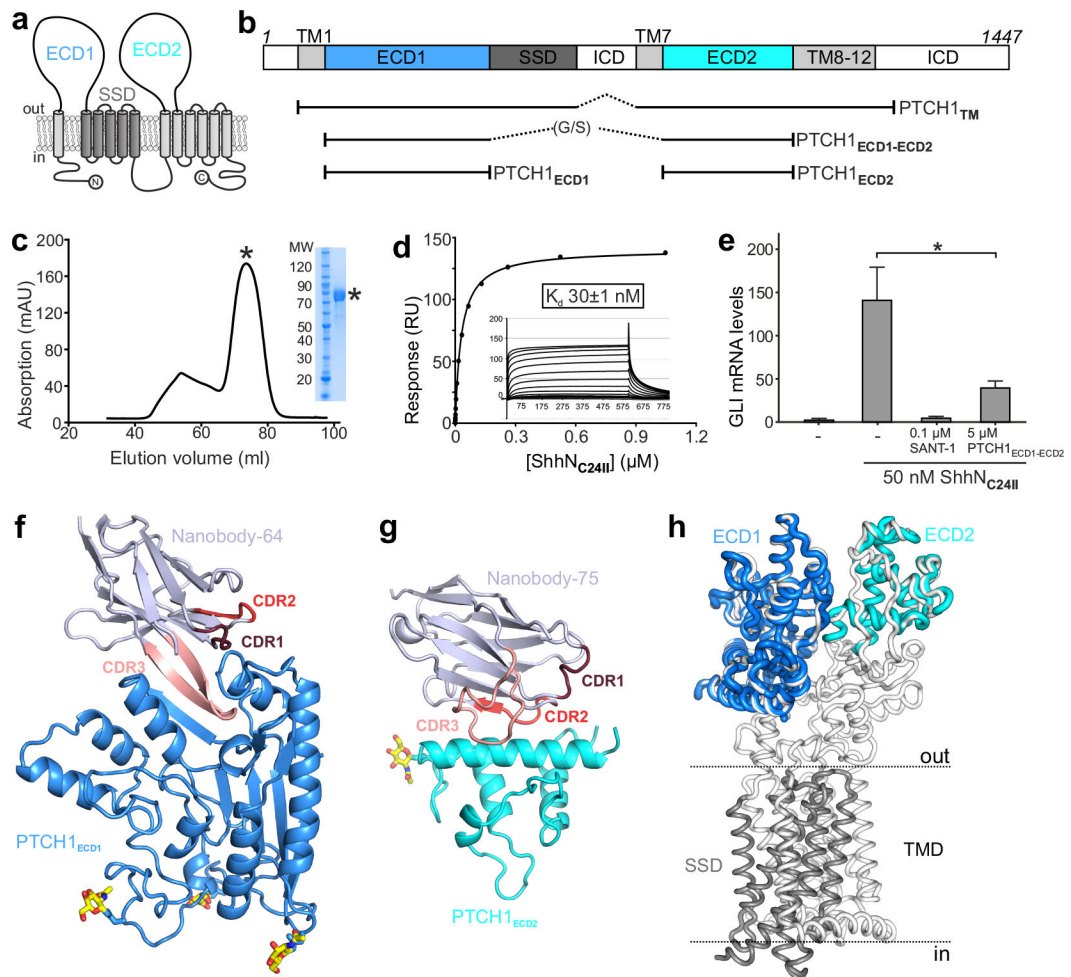 a
ECD1
ECD2
SSD
out
in
N
C
b
1
TM1
TM7
1447
ECD1
SSD
ICD
ECD2
TM8-12
ICD
PTCH1TM
(G/S)
PTCH1ECD1-ECD2
PTCH1ECD1
PTCH1ECD2
c
Absorption (mAU)
200
160
120
80
40
0
20
40
60
80
100
Elution volume (ml)
*
MW
120
90
70
50
40
30
20
*
d
Response (RU)
150
100
50
0
0
0.3
0.6
0.9
1.2
[ShhNC24II] (µM)
Kd 30±1 nM
200
150
100
50
0
75
175
275
375
475
575
675
775
e
GLI mRNA levels
200
150
100
50
0
*
-
-
0.1 µM
SANT-1
5 µM
PTCH1ECD1-ECD2
50 nM ShhNC24II
f
Nanobody-64
CDR2
CDR1
CDR3
PTCH1ECD1
g
Nanobody-75
CDR1
CDR2
CDR3
PTCH1ECD2
h
ECD1
ECD2
out
SSD
TMD
in